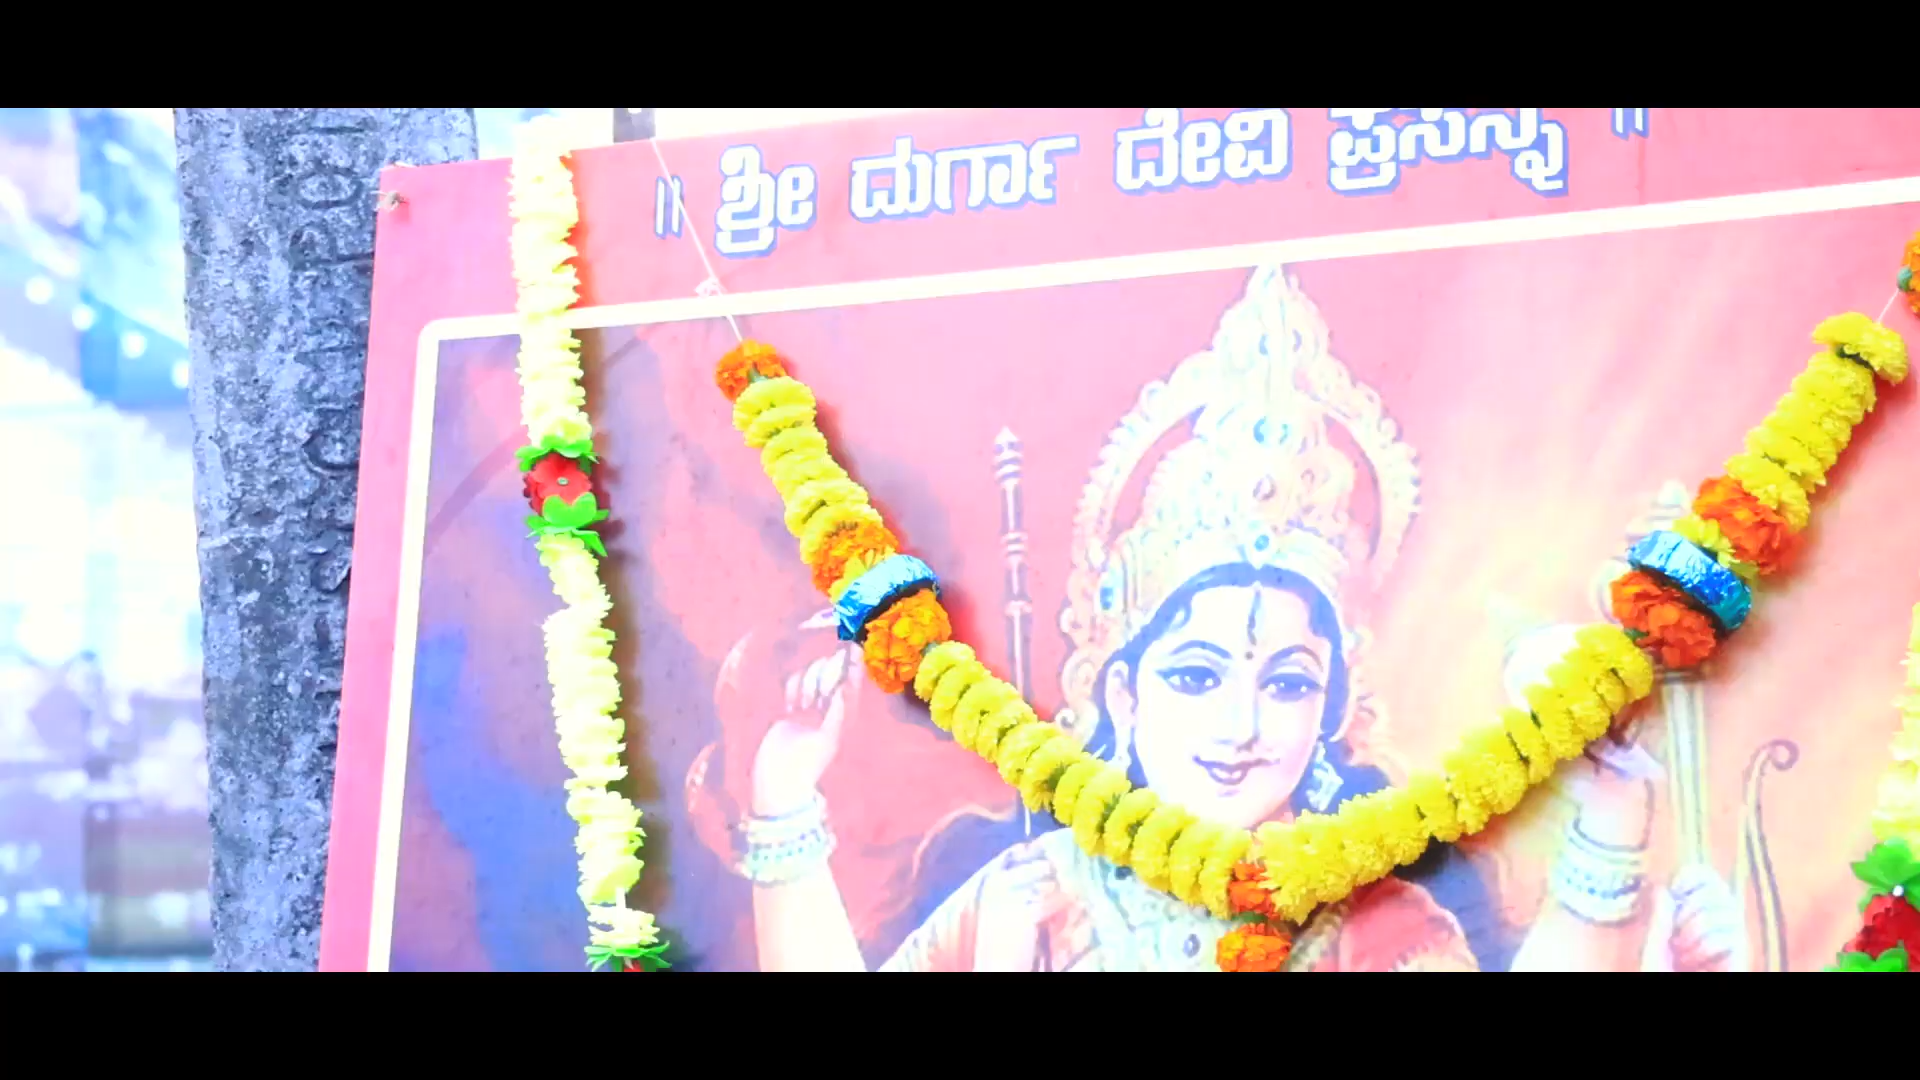 ॥ ಶ್ರೀ ದುರ್ಗಾ ದೇವಿ ಪ್ರಸನ್ನ ॥